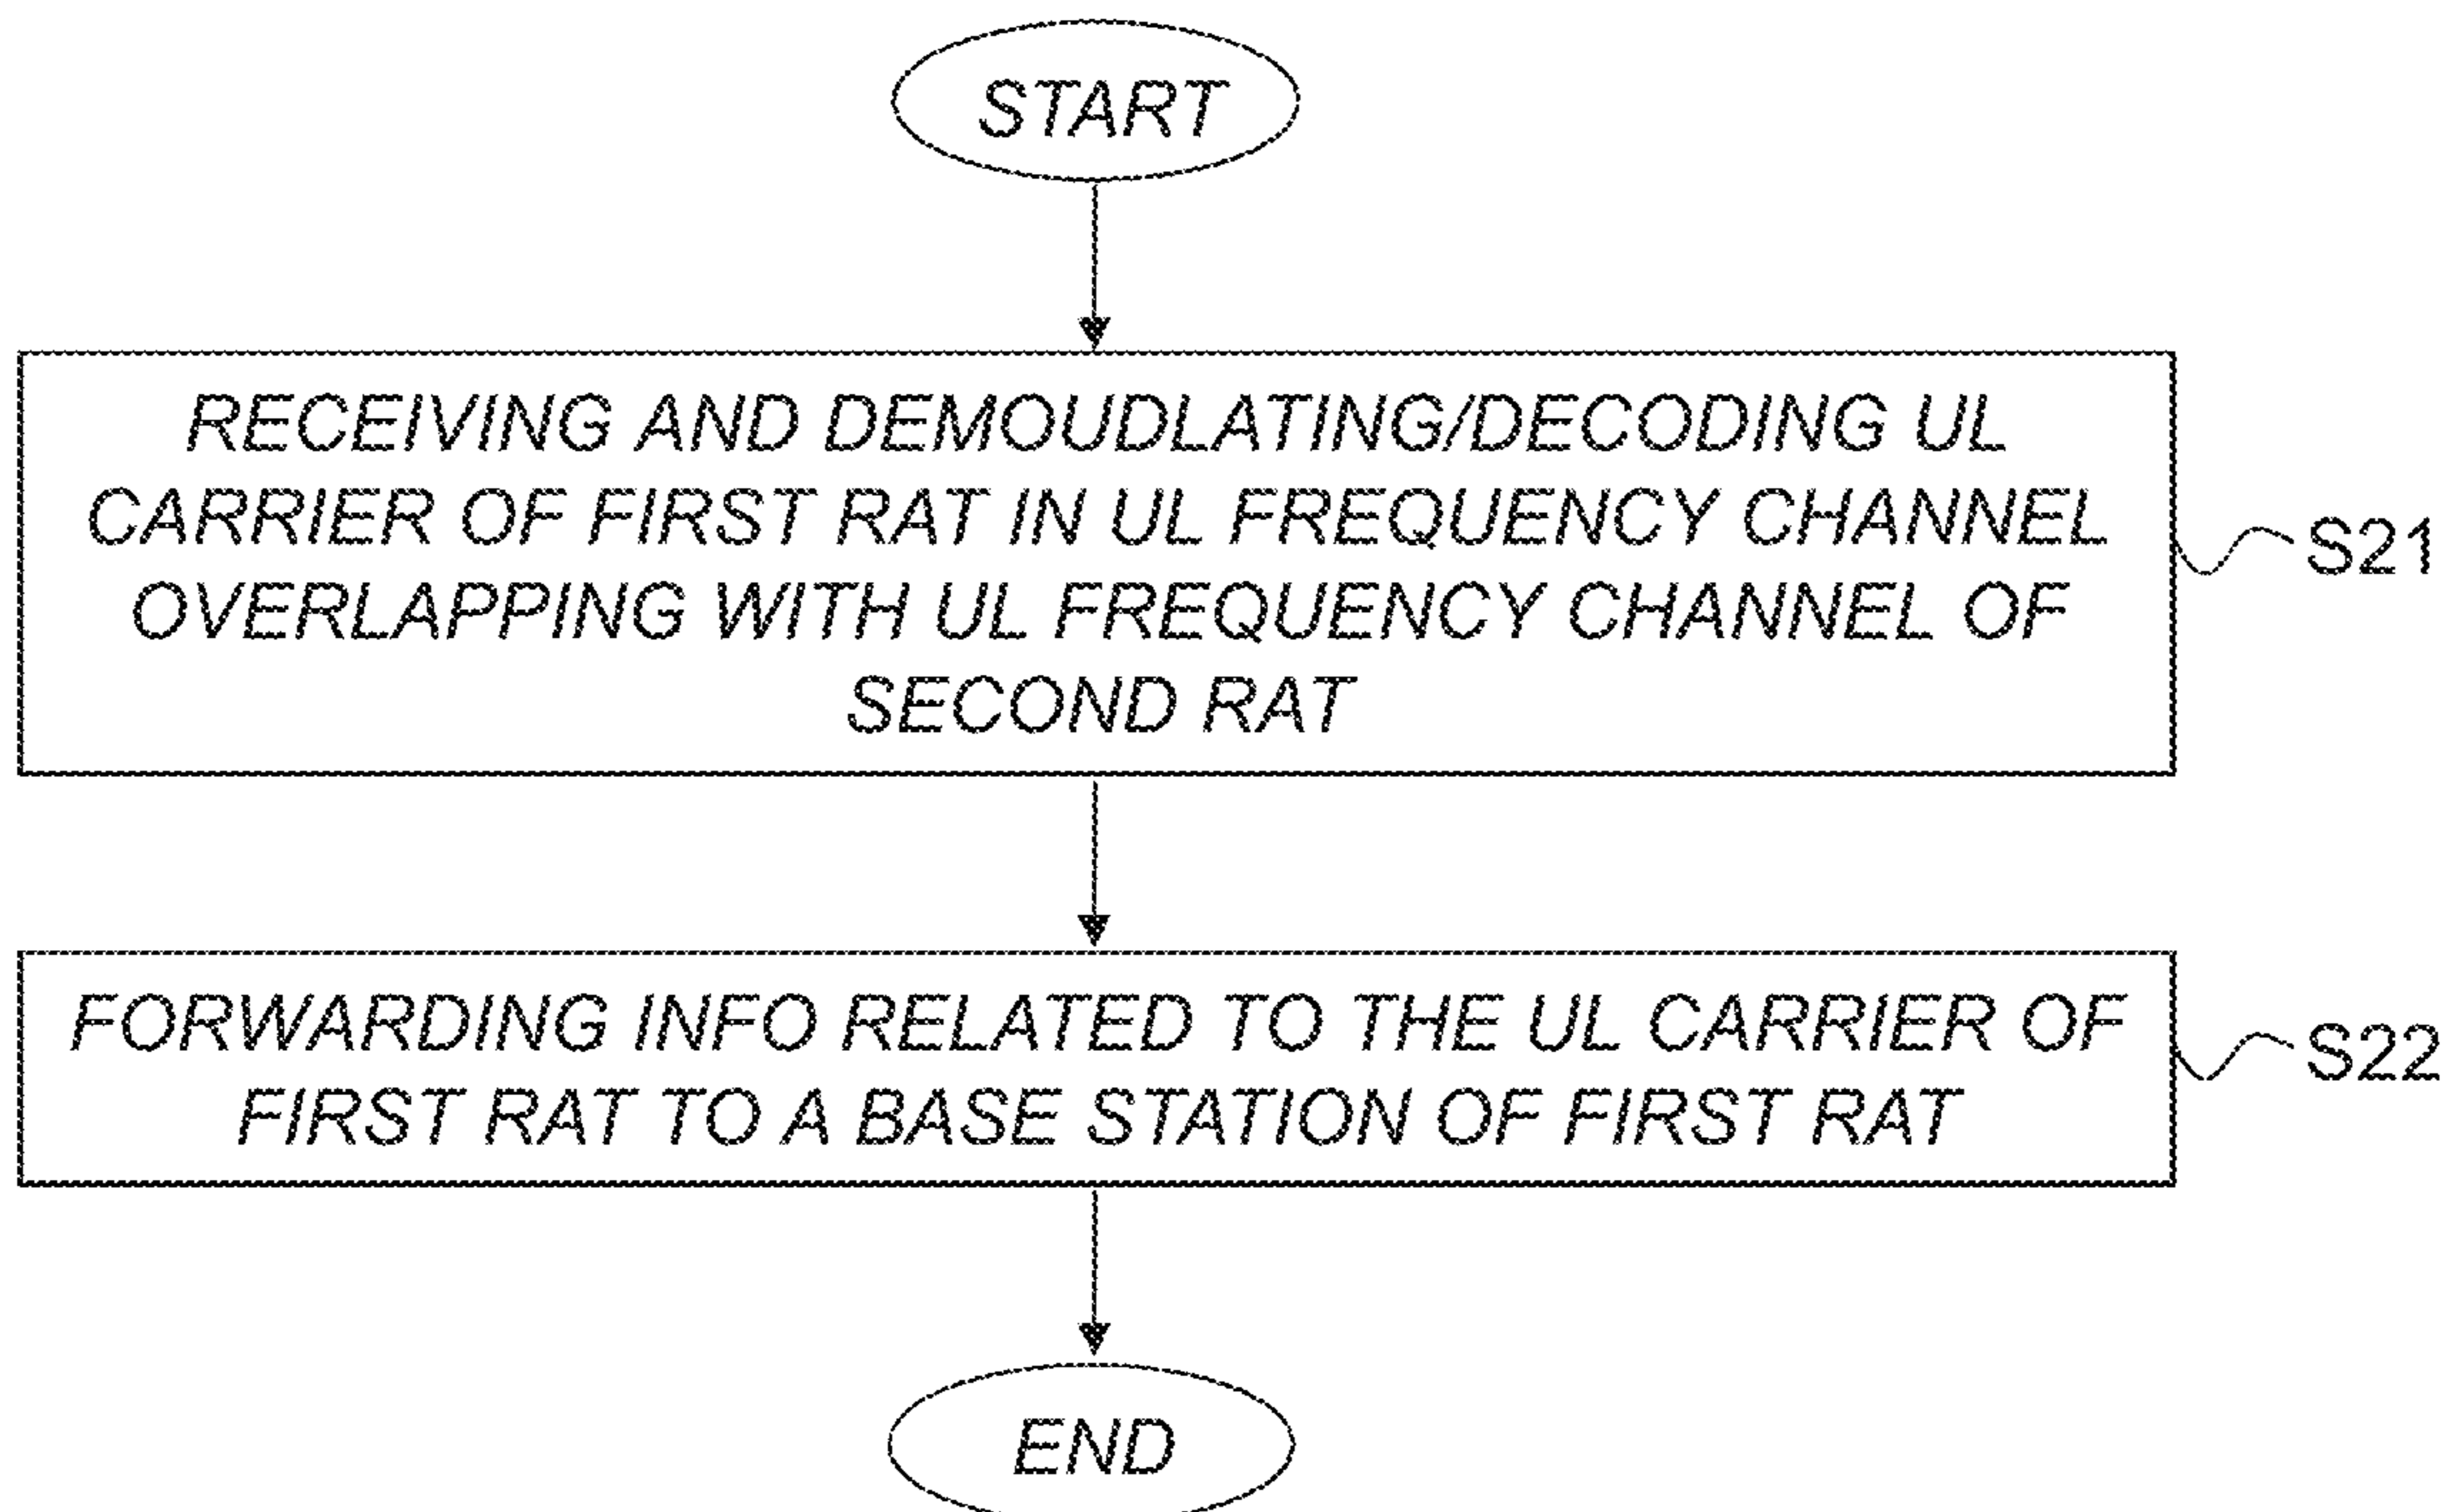 START
RECEIVING AND DEMOUDLATING/DECODING UL
CARRIER OF FIRST RAT IN UL FREQUENCY CHANNEL
OVERLAPPING WITH UL FREQUENCY CHANNEL OF
SECOND RAT
S21
FORWARDING INFO RELATED TO THE UL CARRIER OF
FIRST RAT TO A BASE STATION OF FIRST RAT
S22
END